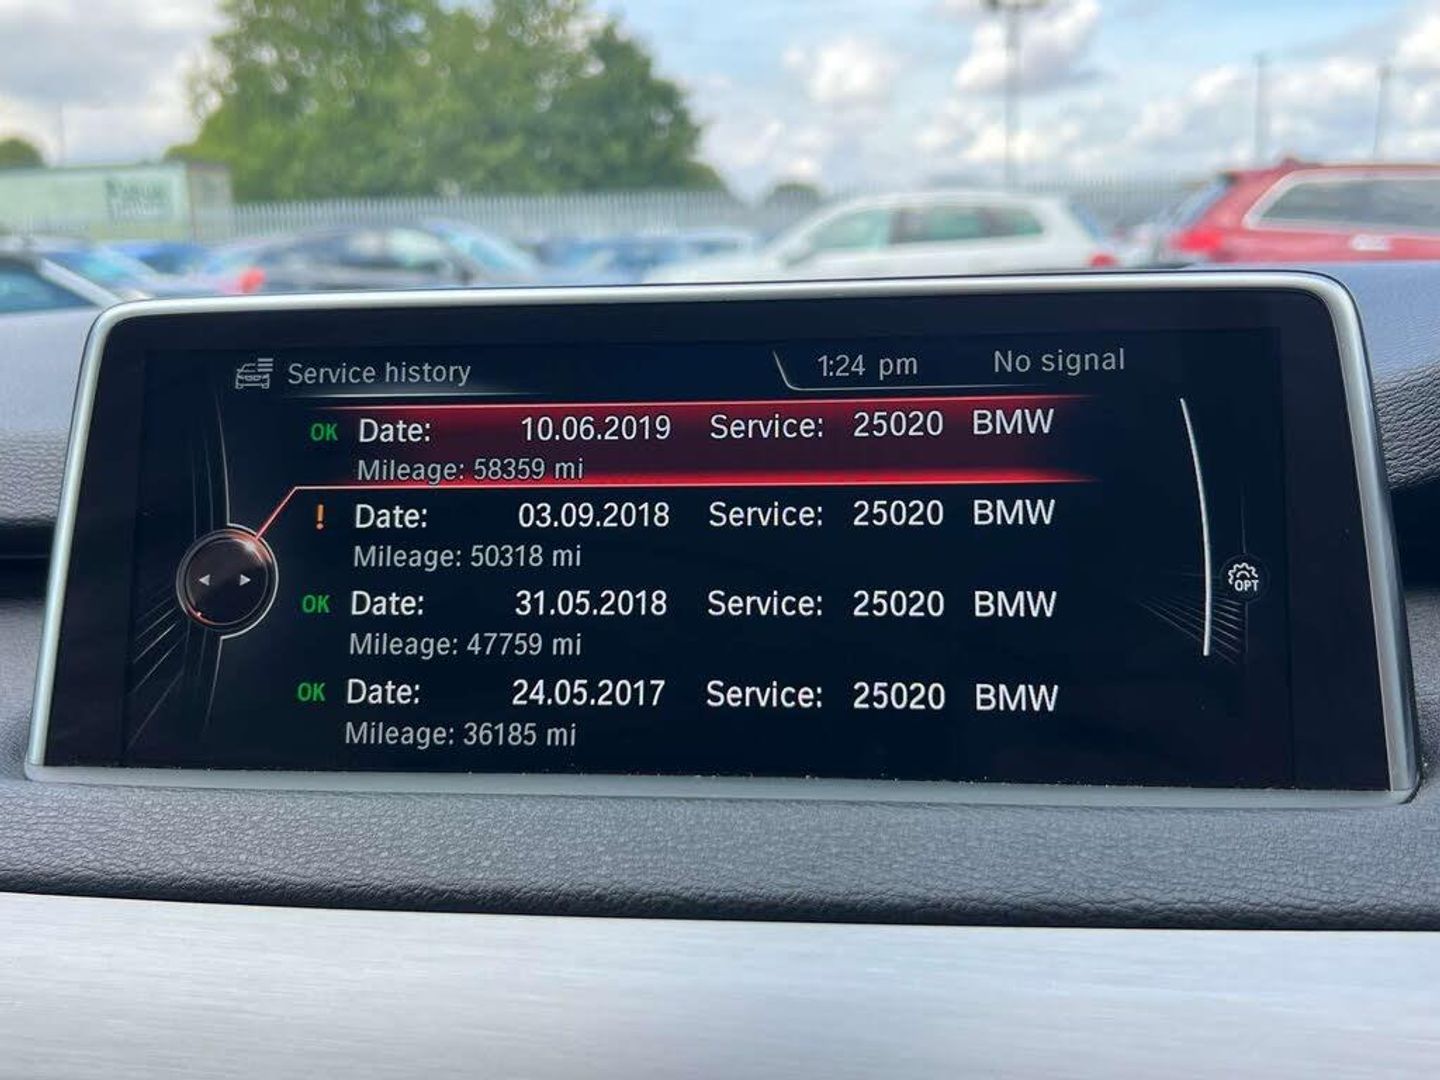 Service history 1:24 pm No signal
OK Date: 10.06.2019 Service: 25020 BMW
Mileage: 58359 mi
! Date: 03.09.2018 Service: 25020 BMW
Mileage: 50318 mi
OK Date: 31.05.2018 Service: 25020 BMW
Mileage: 47759 mi
OPT
OK Date: 24.05.2017 Service: 25020 BMW
Mileage: 36185 mi